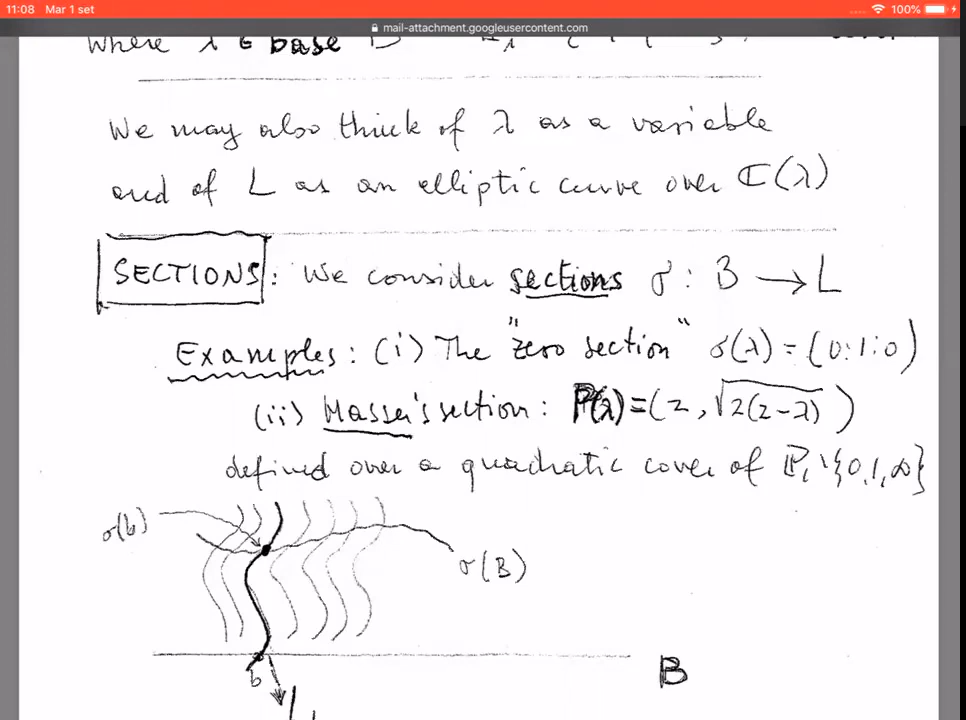 11:08 Mar 1 set 100%
mail-attachment.googleusercontent.com
where λ ∈ base B
We may also think of λ as a variable
and of L as an elliptic curve over ℂ(λ)
SECTIONS: We consider sections σ: B → L
Examples: (i) The "zero section" σ(λ) = (0:1:0)
(ii) Masser's section: P(λ) = (2, √2(2-λ))
defined over a quadratic cover of P₁\{0,1,∞}
σ(b)
σ(B)
B
b